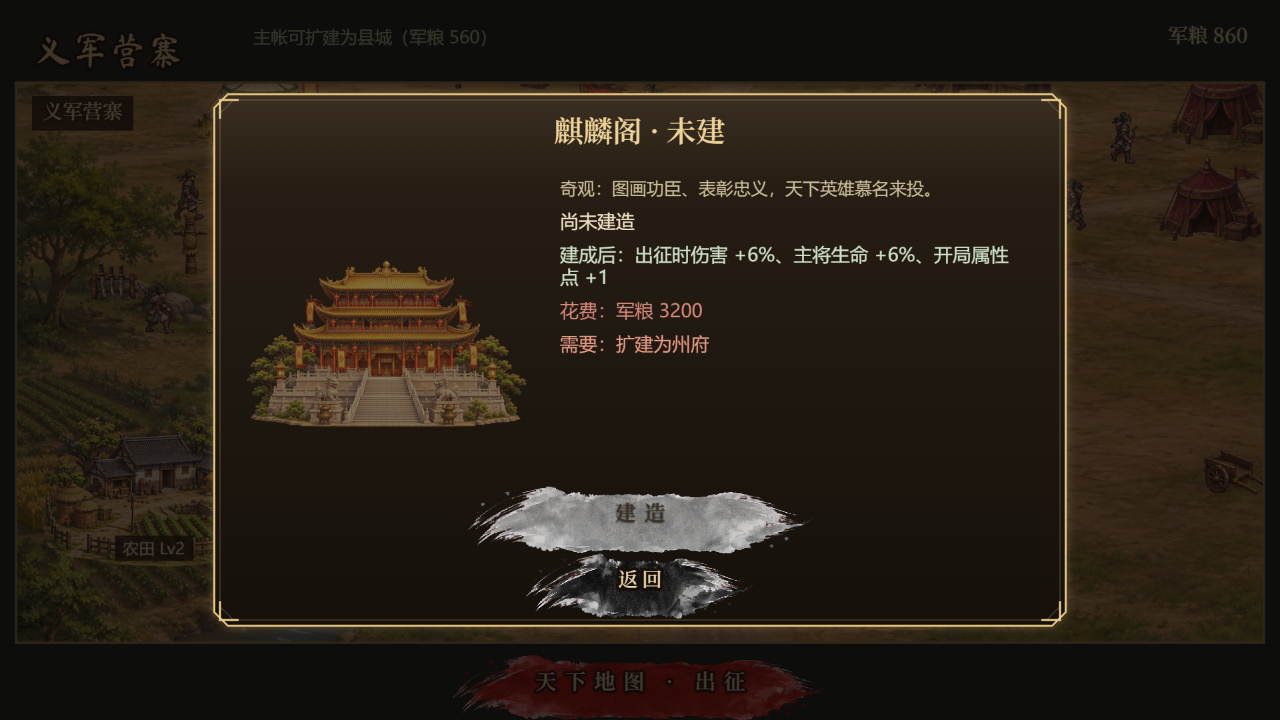 义军营寨
主帐可扩建为县城（军粮 560）
军粮 860
义军营寨
麒麟阁 · 未建
奇观：图画功臣、表彰忠义，天下英雄慕名来投。
尚未建造
建成后：出征时伤害 +6%、主将生命 +6%、开局属性
点 +1
花费：军粮 3200
需要：扩建为州府
建造
农田 Lv2
返回
天下地图 · 出征